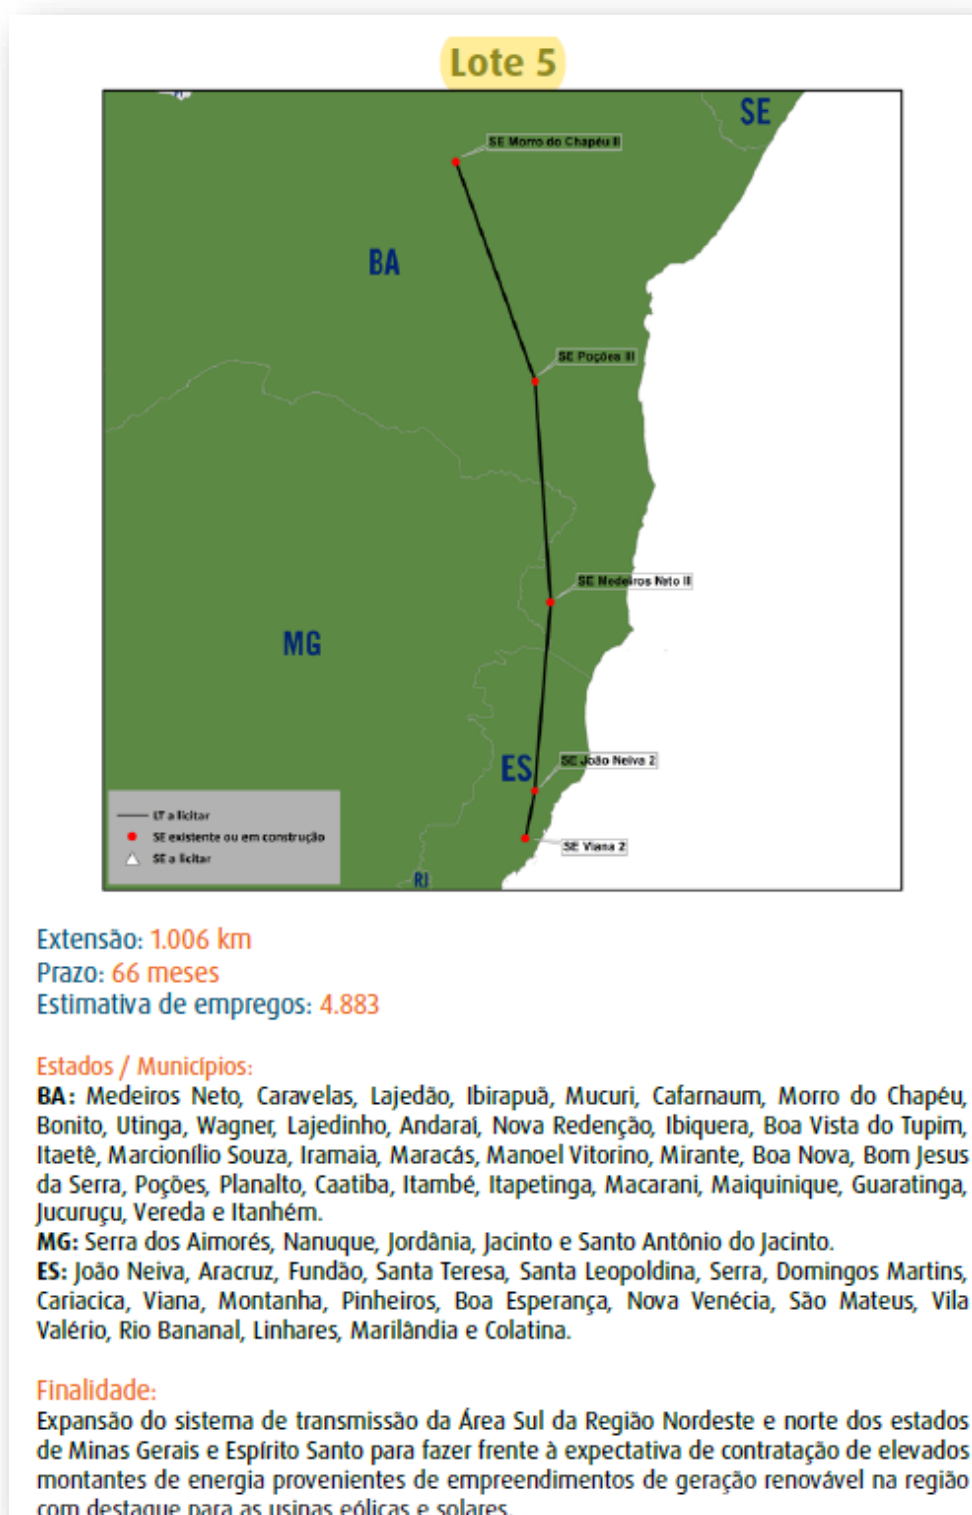 Lote 5
SE
SE Morro do Chapéu II
BA
SE Poções III
SE Medeiros Neto II
MG
ES
SE João Neiva 2
SE Viana 2
LT a licitar
SE existente ou em construção
SE a licitar
RJ
Extensão: 1.006 km
Prazo: 66 meses
Estimativa de empregos: 4.883
Estados / Municípios:
BA: Medeiros Neto, Caravelas, Lajedão, Ibirapuã, Mucuri, Cafarnaum, Morro do Chapéu,
Bonito, Utinga, Wagner, Lajedinho, Andaraí, Nova Redenção, Ibiquera, Boa Vista do Tupim,
Itaetê, Marcionílio Souza, Iramaia, Maracás, Manoel Vitorino, Mirante, Boa Nova, Bom Jesus
da Serra, Poções, Planalto, Caatiba, Itambé, Itapetinga, Macarani, Maiquinique, Guaratinga,
Jucuruçu, Vereda e Itanhém.
MG: Serra dos Aimorés, Nanuque, Jordânia, Jacinto e Santo Antônio do Jacinto.
ES: João Neiva, Aracruz, Fundão, Santa Teresa, Santa Leopoldina, Serra, Domingos Martins,
Cariacica, Viana, Montanha, Pinheiros, Boa Esperança, Nova Venécia, São Mateus, Vila
Valério, Rio Bananal, Linhares, Marilândia e Colatina.
Finalidade:
Expansão do sistema de transmissão da Área Sul da Região Nordeste e norte dos estados
de Minas Gerais e Espírito Santo para fazer frente à expectativa de contratação de elevados
montantes de energia provenientes de empreendimentos de geração renovável na região
com destaque para as usinas eólicas e solares.